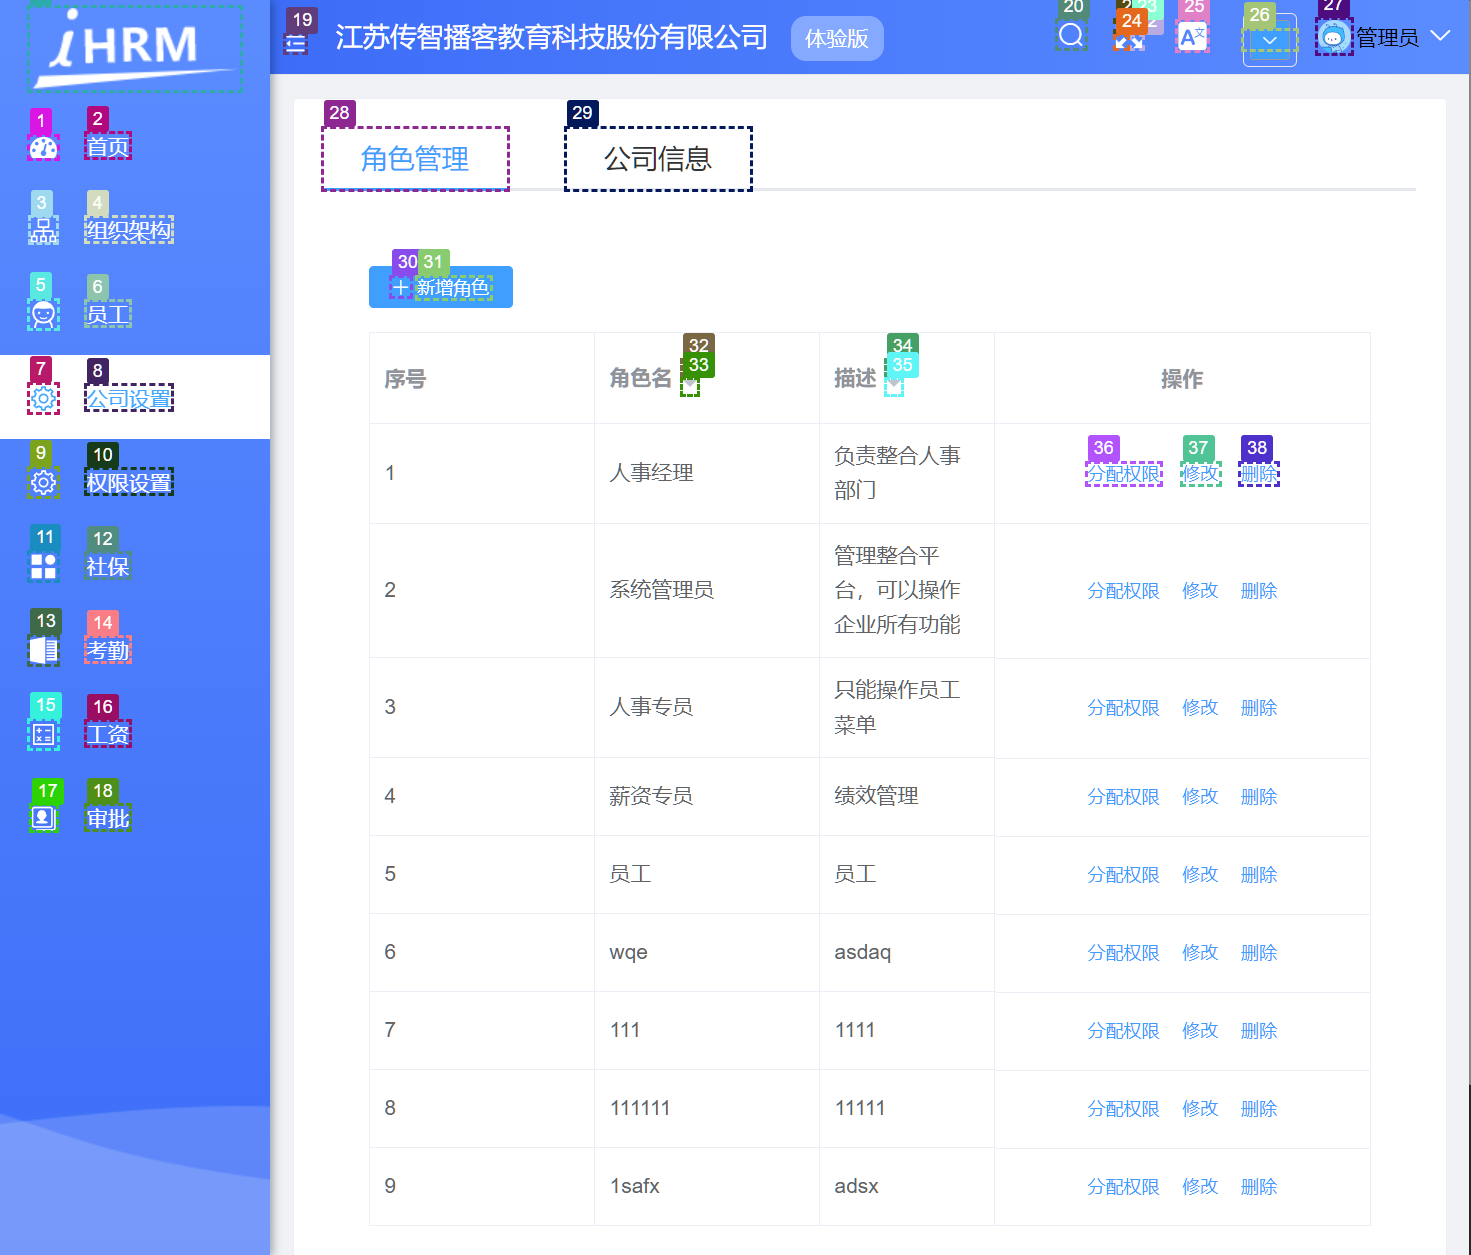 iHRM
19
江苏传智播客教育科技股份有限公司
体验版
20
23
24
25
A文
26
27
管理员
1
2
首页
3
4
组织架构
5
6
员工
7
8
公司设置
9
10
权限设置
11
12
社保
13
14
考勤
15
16
工资
17
18
审批
28
29
角色管理
公司信息
30
31
新增角色
32
33
34
35
序号
角色名
描述
操作
36
37
38
1
人事经理
负责整合人事
部门
分配权限
修改
删除
2
系统管理员
管理整合平
台，可以操作
企业所有功能
分配权限
修改
删除
3
人事专员
只能操作员工
菜单
分配权限
修改
删除
4
薪资专员
绩效管理
分配权限
修改
删除
5
员工
员工
分配权限
修改
删除
6
wqe
asdaq
分配权限
修改
删除
7
111
1111
分配权限
修改
删除
8
111111
11111
分配权限
修改
删除
9
1safx
adsx
分配权限
修改
删除